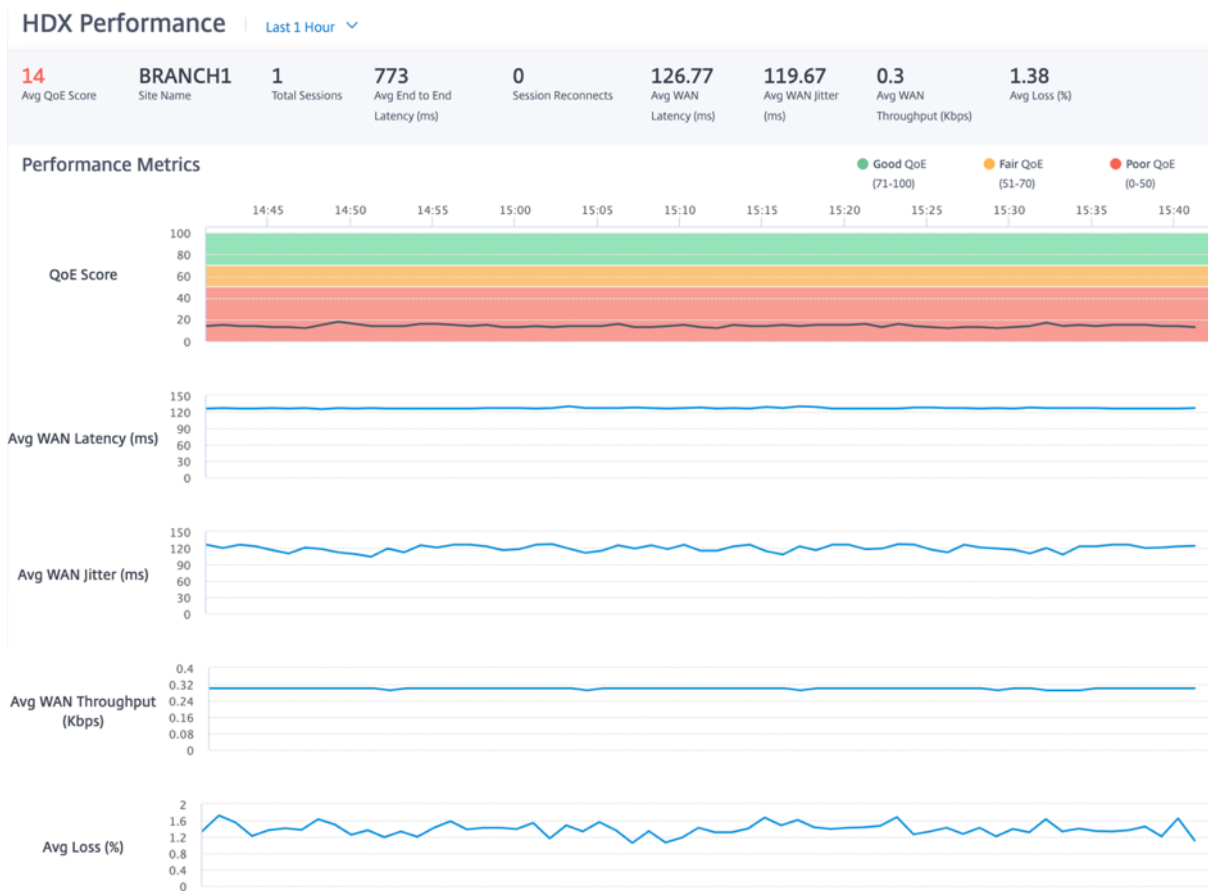 HDX Performance Last 1 Hour
14 BRANCH1 1 773 0 126.77 119.67 0.3 1.38
Avg QoE Score Site Name Total Sessions Avg End to End Session Reconnects Avg WAN Avg WAN Jitter Avg WAN Avg Loss (%)
Latency (ms) Latency (ms) (ms) Throughput (Kbps)
Performance Metrics Good QoE Fair QoE Poor QoE
(71-100) (51-70) (0-50)
14:45 14:50 14:55 15:00 15:05 15:10 15:15 15:20 15:25 15:30 15:35 15:40
100
80
QoE Score 60
40
20
0
150
120
90
Avg WAN Latency (ms) 60
30
0
150
120
90
Avg WAN Jitter (ms) 60
30
0
0.4
0.32
Avg WAN Throughput 0.24
(Kbps) 0.16
0.08
0
2
1.6
1.2
Avg Loss (%) 0.8
0.4
0